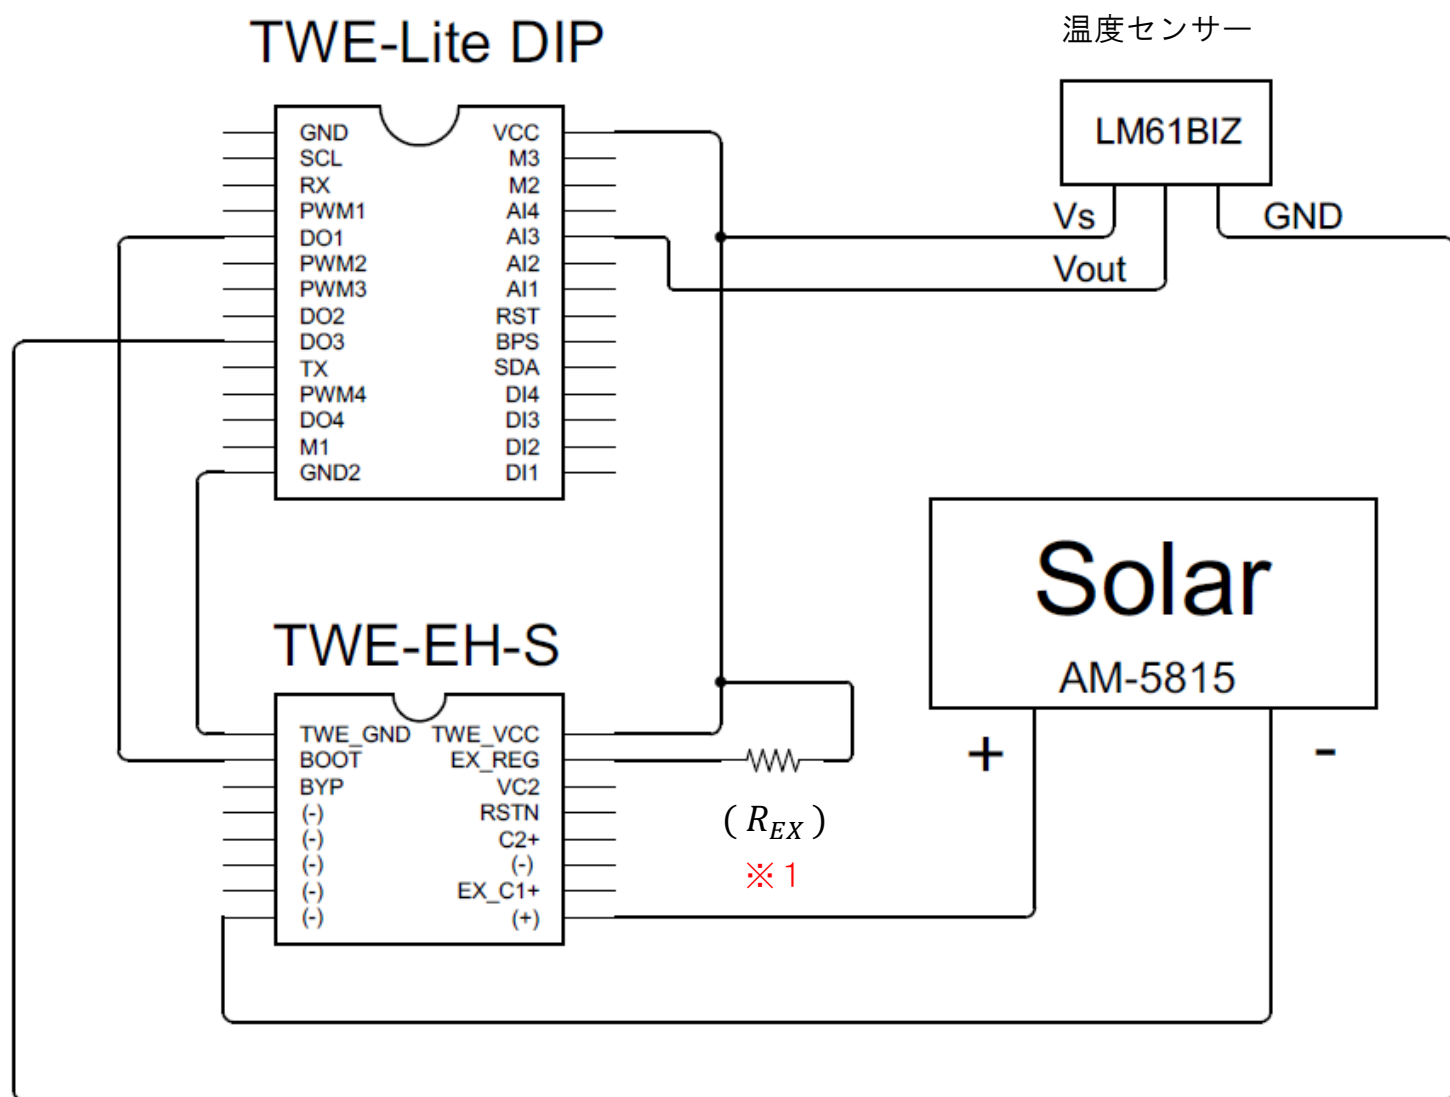 TWE-Lite DIP
温度センサー
LM61BIZ
Vs
GND
Vout
GND VCC
SCL M3
RX M2
PWM1 AI4
DO1 AI3
PWM2 AI2
PWM3 AI1
DO2 RST
DO3 BPS
TX SDA
PWM4 DI4
DO4 DI3
M1 DI2
GND2 DI1
Solar
AM-5815
+ -
TWE-EH-S
TWE_GND TWE_VCC
BOOT EX_REG
BYP VC2
(-) RSTN
(-) C2+
(-) (-)
(-) EX_C1+
(-) (+)
( R_EX )
※1